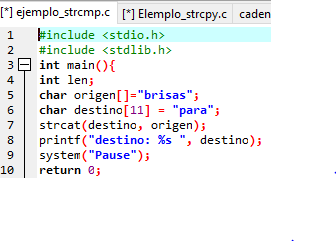 [*] ejemplo_strcmp.c [*] Elemplo_strcpy.c caden
1 #include <stdio.h>
2 #include <stdlib.h>
3 int main(){
4 int len;
5 char origen[]="brisas";
6 char destino[11] = "para";
7 strcat(destino, origen);
8 printf("destino: %s ", destino);
9 system("Pause");
10 return 0;